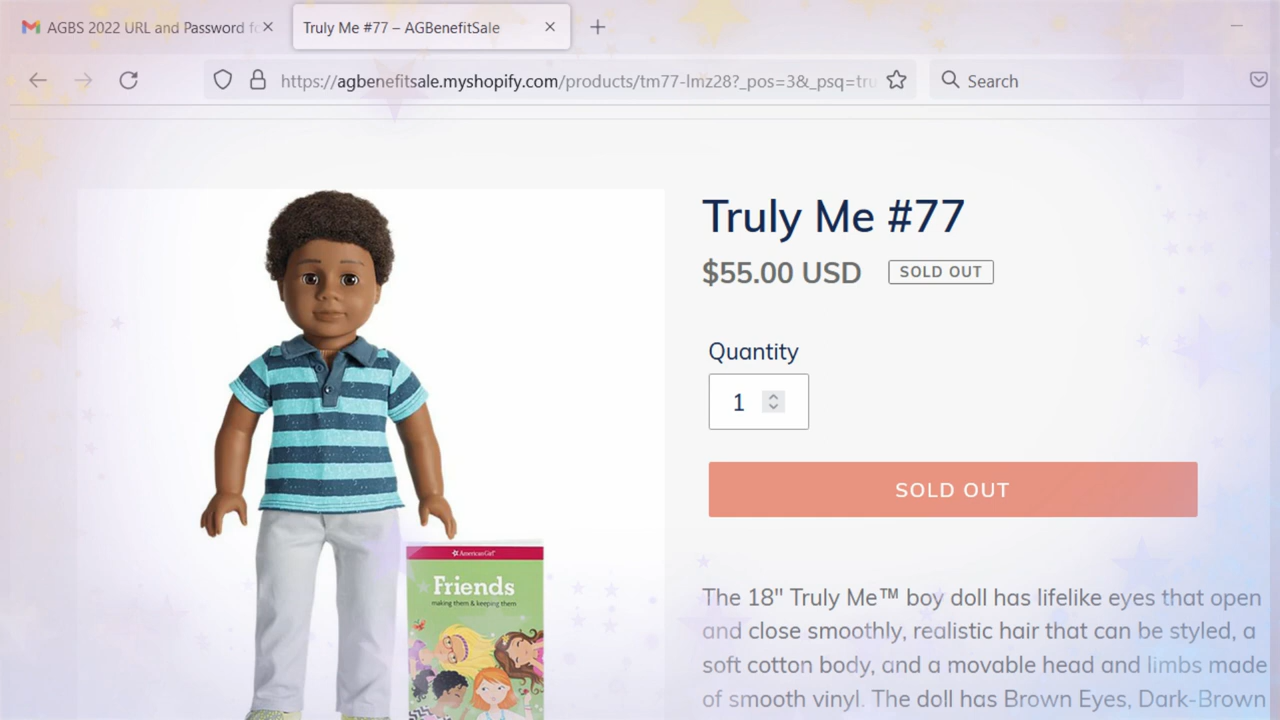 AGBS 2022 URL and Password fo
Truly Me #77 – AGBenefitSale
https://agbenefitsale.myshopify.com/products/tm77-lmz28?_pos=3&_psq=tru
Search
Truly Me #77
$55.00 USD
SOLD OUT
Quantity
1
SOLD OUT
American Girl
Friends
making them & keeping them
The 18" Truly Me™ boy doll has lifelike eyes that open
and close smoothly, realistic hair that can be styled, a
soft cotton body, and a movable head and limbs made
of smooth vinyl. The doll has Brown Eyes, Dark-Brown